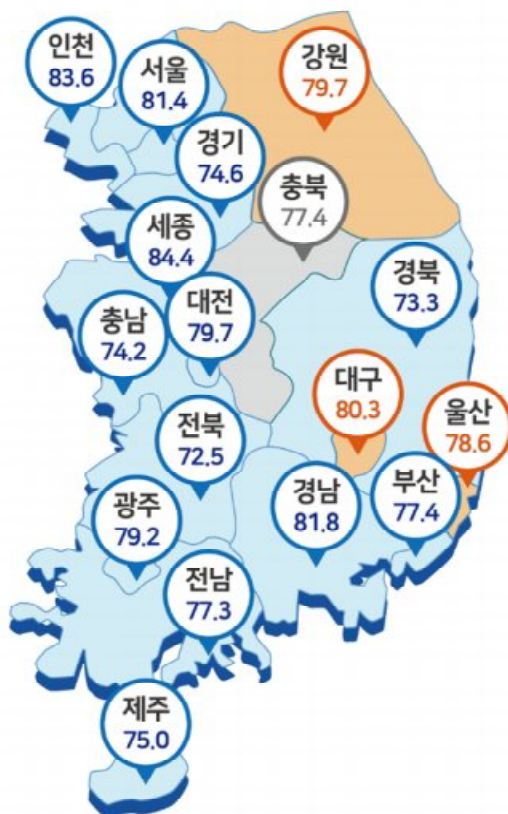 인천
83.6
서울
81.4
강원
79.7
경기
74.6
충북
77.4
세종
84.4
경북
73.3
대전
79.7
충남
74.2
대구
80.3
울산
78.6
전북
72.5
경남
81.8
부산
77.4
광주
79.2
전남
77.3
제주
75.0